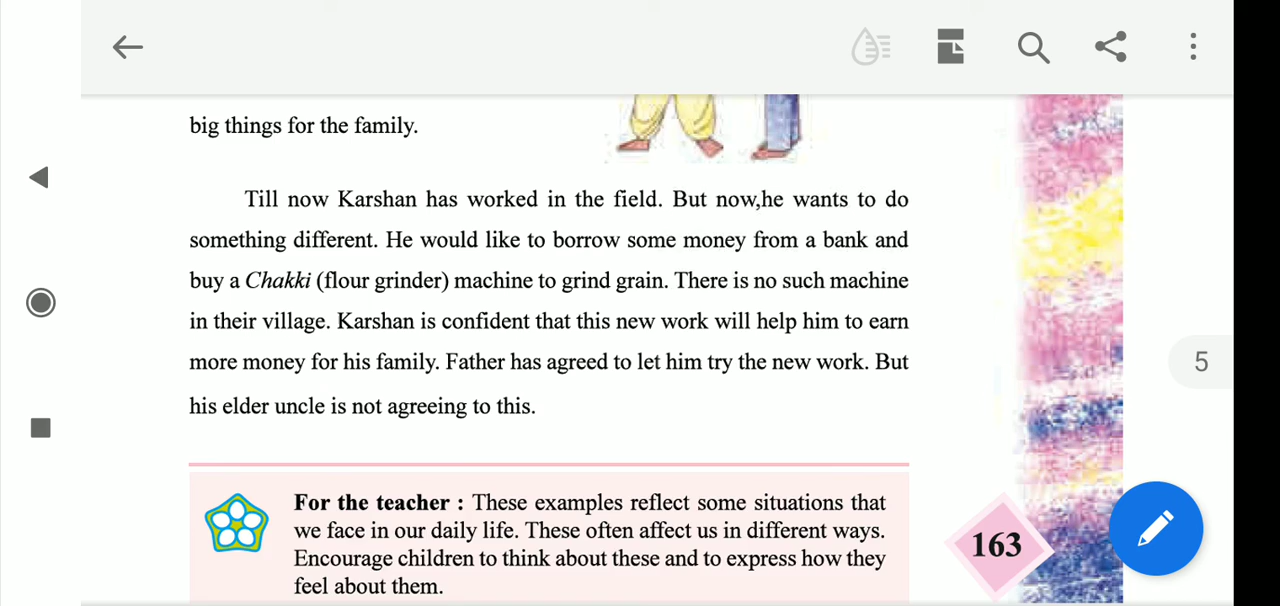 big things for the family.
Till now Karshan has worked in the field. But now,he wants to do
something different. He would like to borrow some money from a bank and
buy a Chakki (flour grinder) machine to grind grain. There is no such machine
in their village. Karshan is confident that this new work will help him to earn
more money for his family. Father has agreed to let him try the new work. But
his elder uncle is not agreeing to this.
5
For the teacher : These examples reflect some situations that
we face in our daily life. These often affect us in different ways.
Encourage children to think about these and to express how they
feel about them.
163